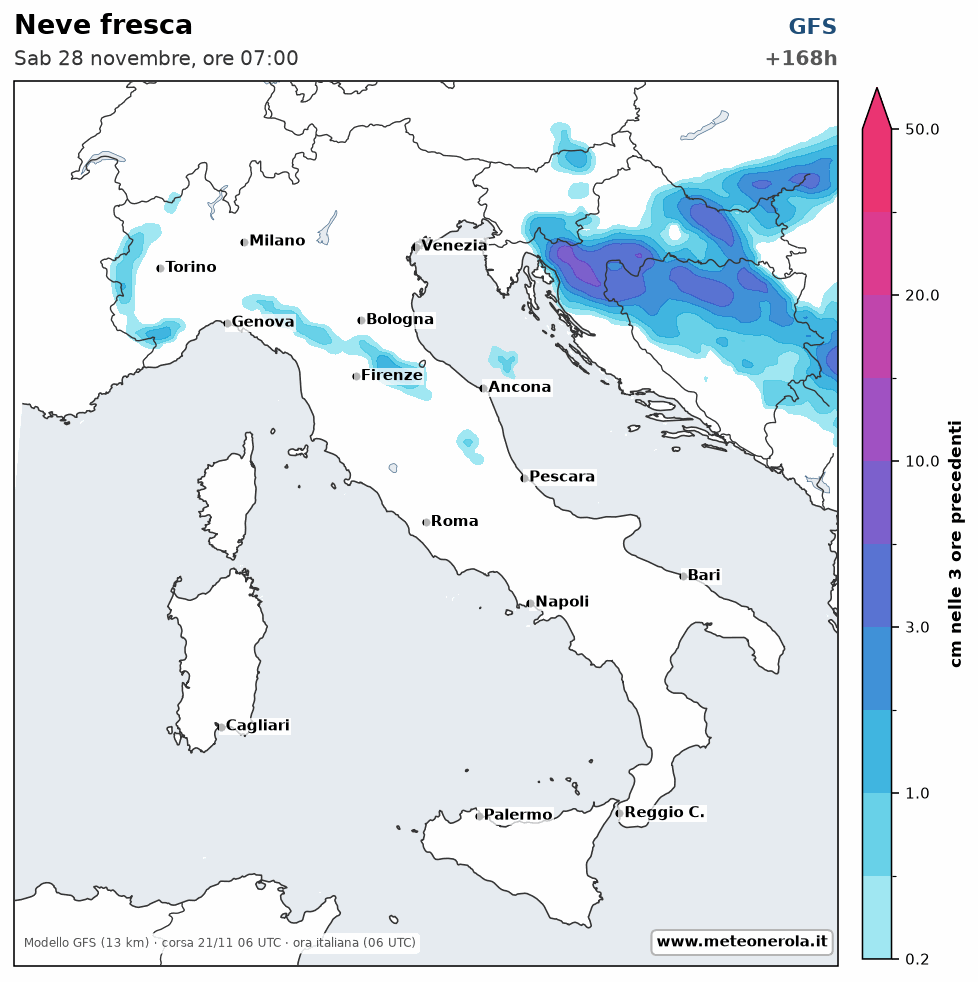 Neve fresca
GFS
Sab 28 novembre, ore 07:00
+168h
50.0
20.0
10.0
3.0
1.0
0.2
cm nelle 3 ore precedenti
Milano
Venezia
Torino
Genova
Bologna
Firenze
Ancona
Pescara
Roma
Bari
Napoli
Cagliari
Palermo
Reggio C.
Modello GFS (13 km) · corsa 21/11 06 UTC · ora italiana (06 UTC)
www.meteonerola.it